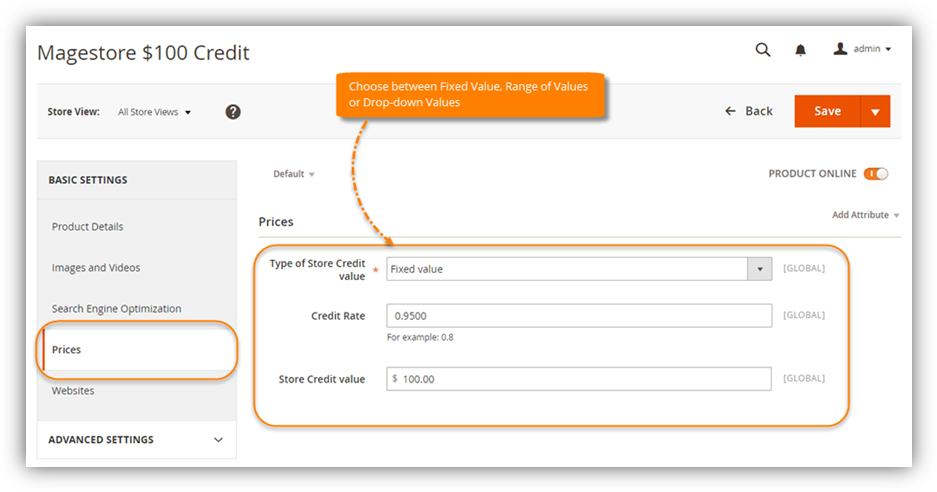 Magestore $100 Credit
admin
Choose between Fixed Value, Range of Values
or Drop-down Values
Store View: All Store Views ?
Back
Save
BASIC SETTINGS
Default
PRODUCT ONLINE
Product Details
Prices
Add Attribute
Images and Videos
Type of Store Credit
value *
Fixed value
[GLOBAL]
Search Engine Optimization
Credit Rate
0.9500
[GLOBAL]
For example: 0.8
Prices
Store Credit value
$ 100.00
[GLOBAL]
Websites
ADVANCED SETTINGS